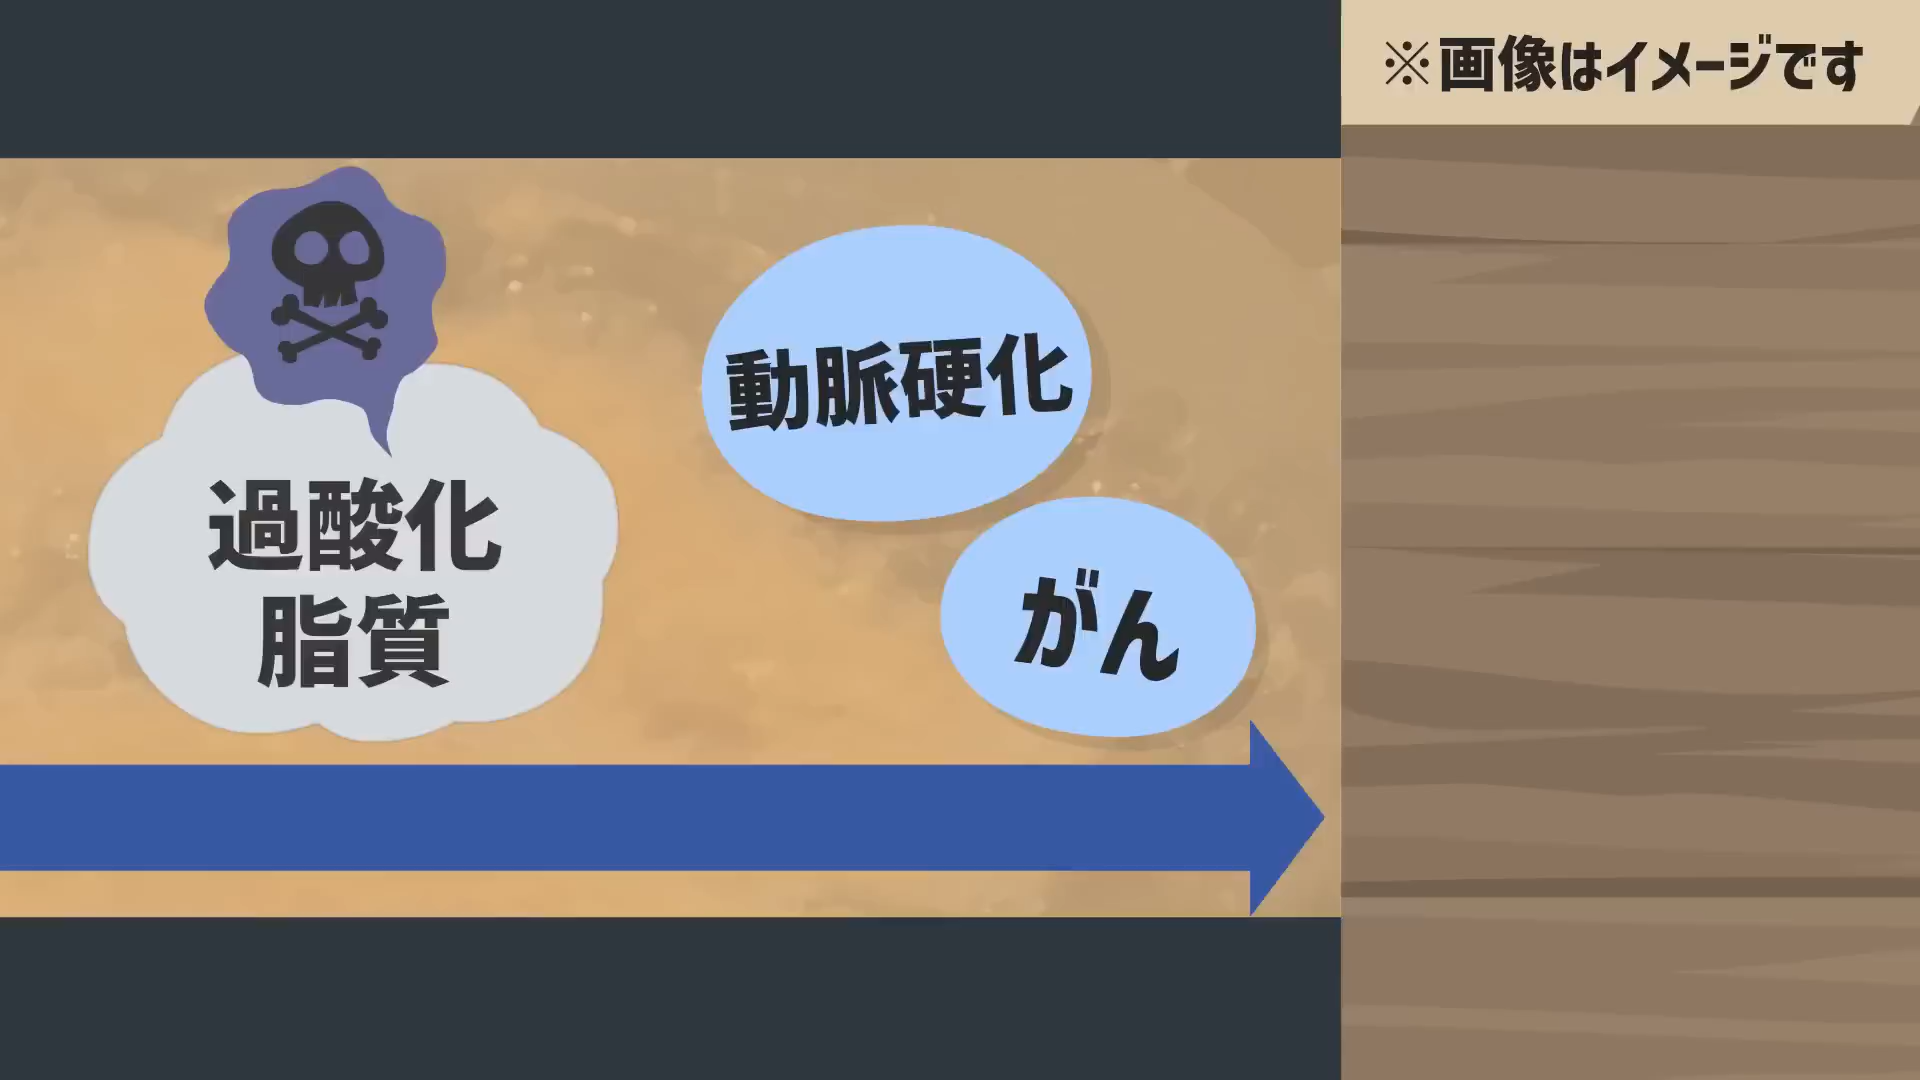 ※画像はイメージです
過酸化
脂質
動脈硬化
がん